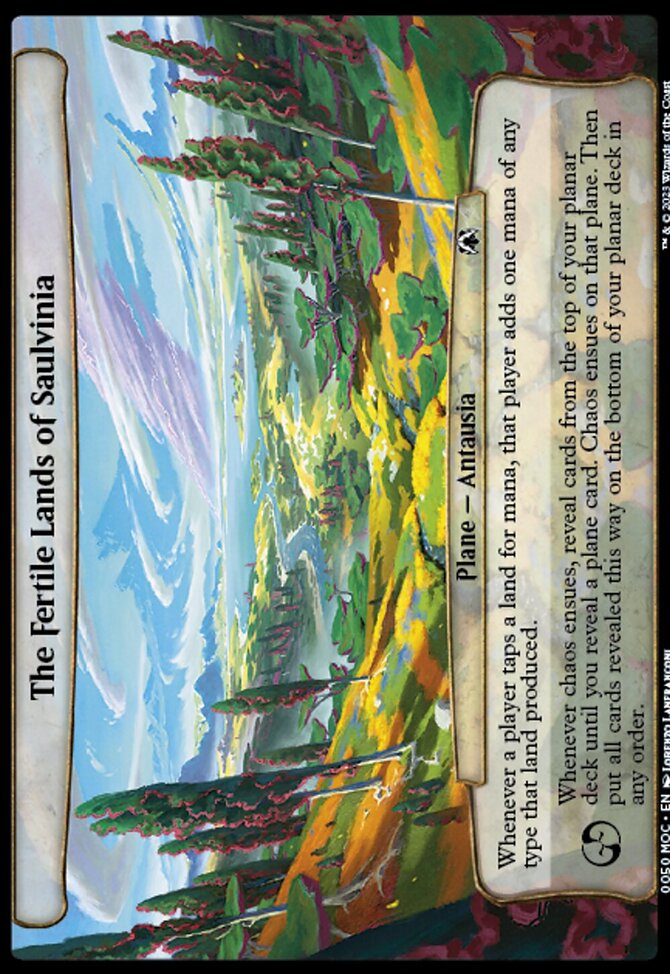 The Fertile Lands of Saulvinia
Plane — Antausia
Whenever a player taps a land for mana, that player adds one mana of any
type that land produced.
Whenever chaos ensues, reveal cards from the top of your planar
deck until you reveal a plane card. Chaos ensues on that plane. Then
put all cards revealed this way on the bottom of your planar deck in
any order.
0050 MOC • EN LORENZO LANFRANCONI
™ & © 2023 Wizards of the Coast